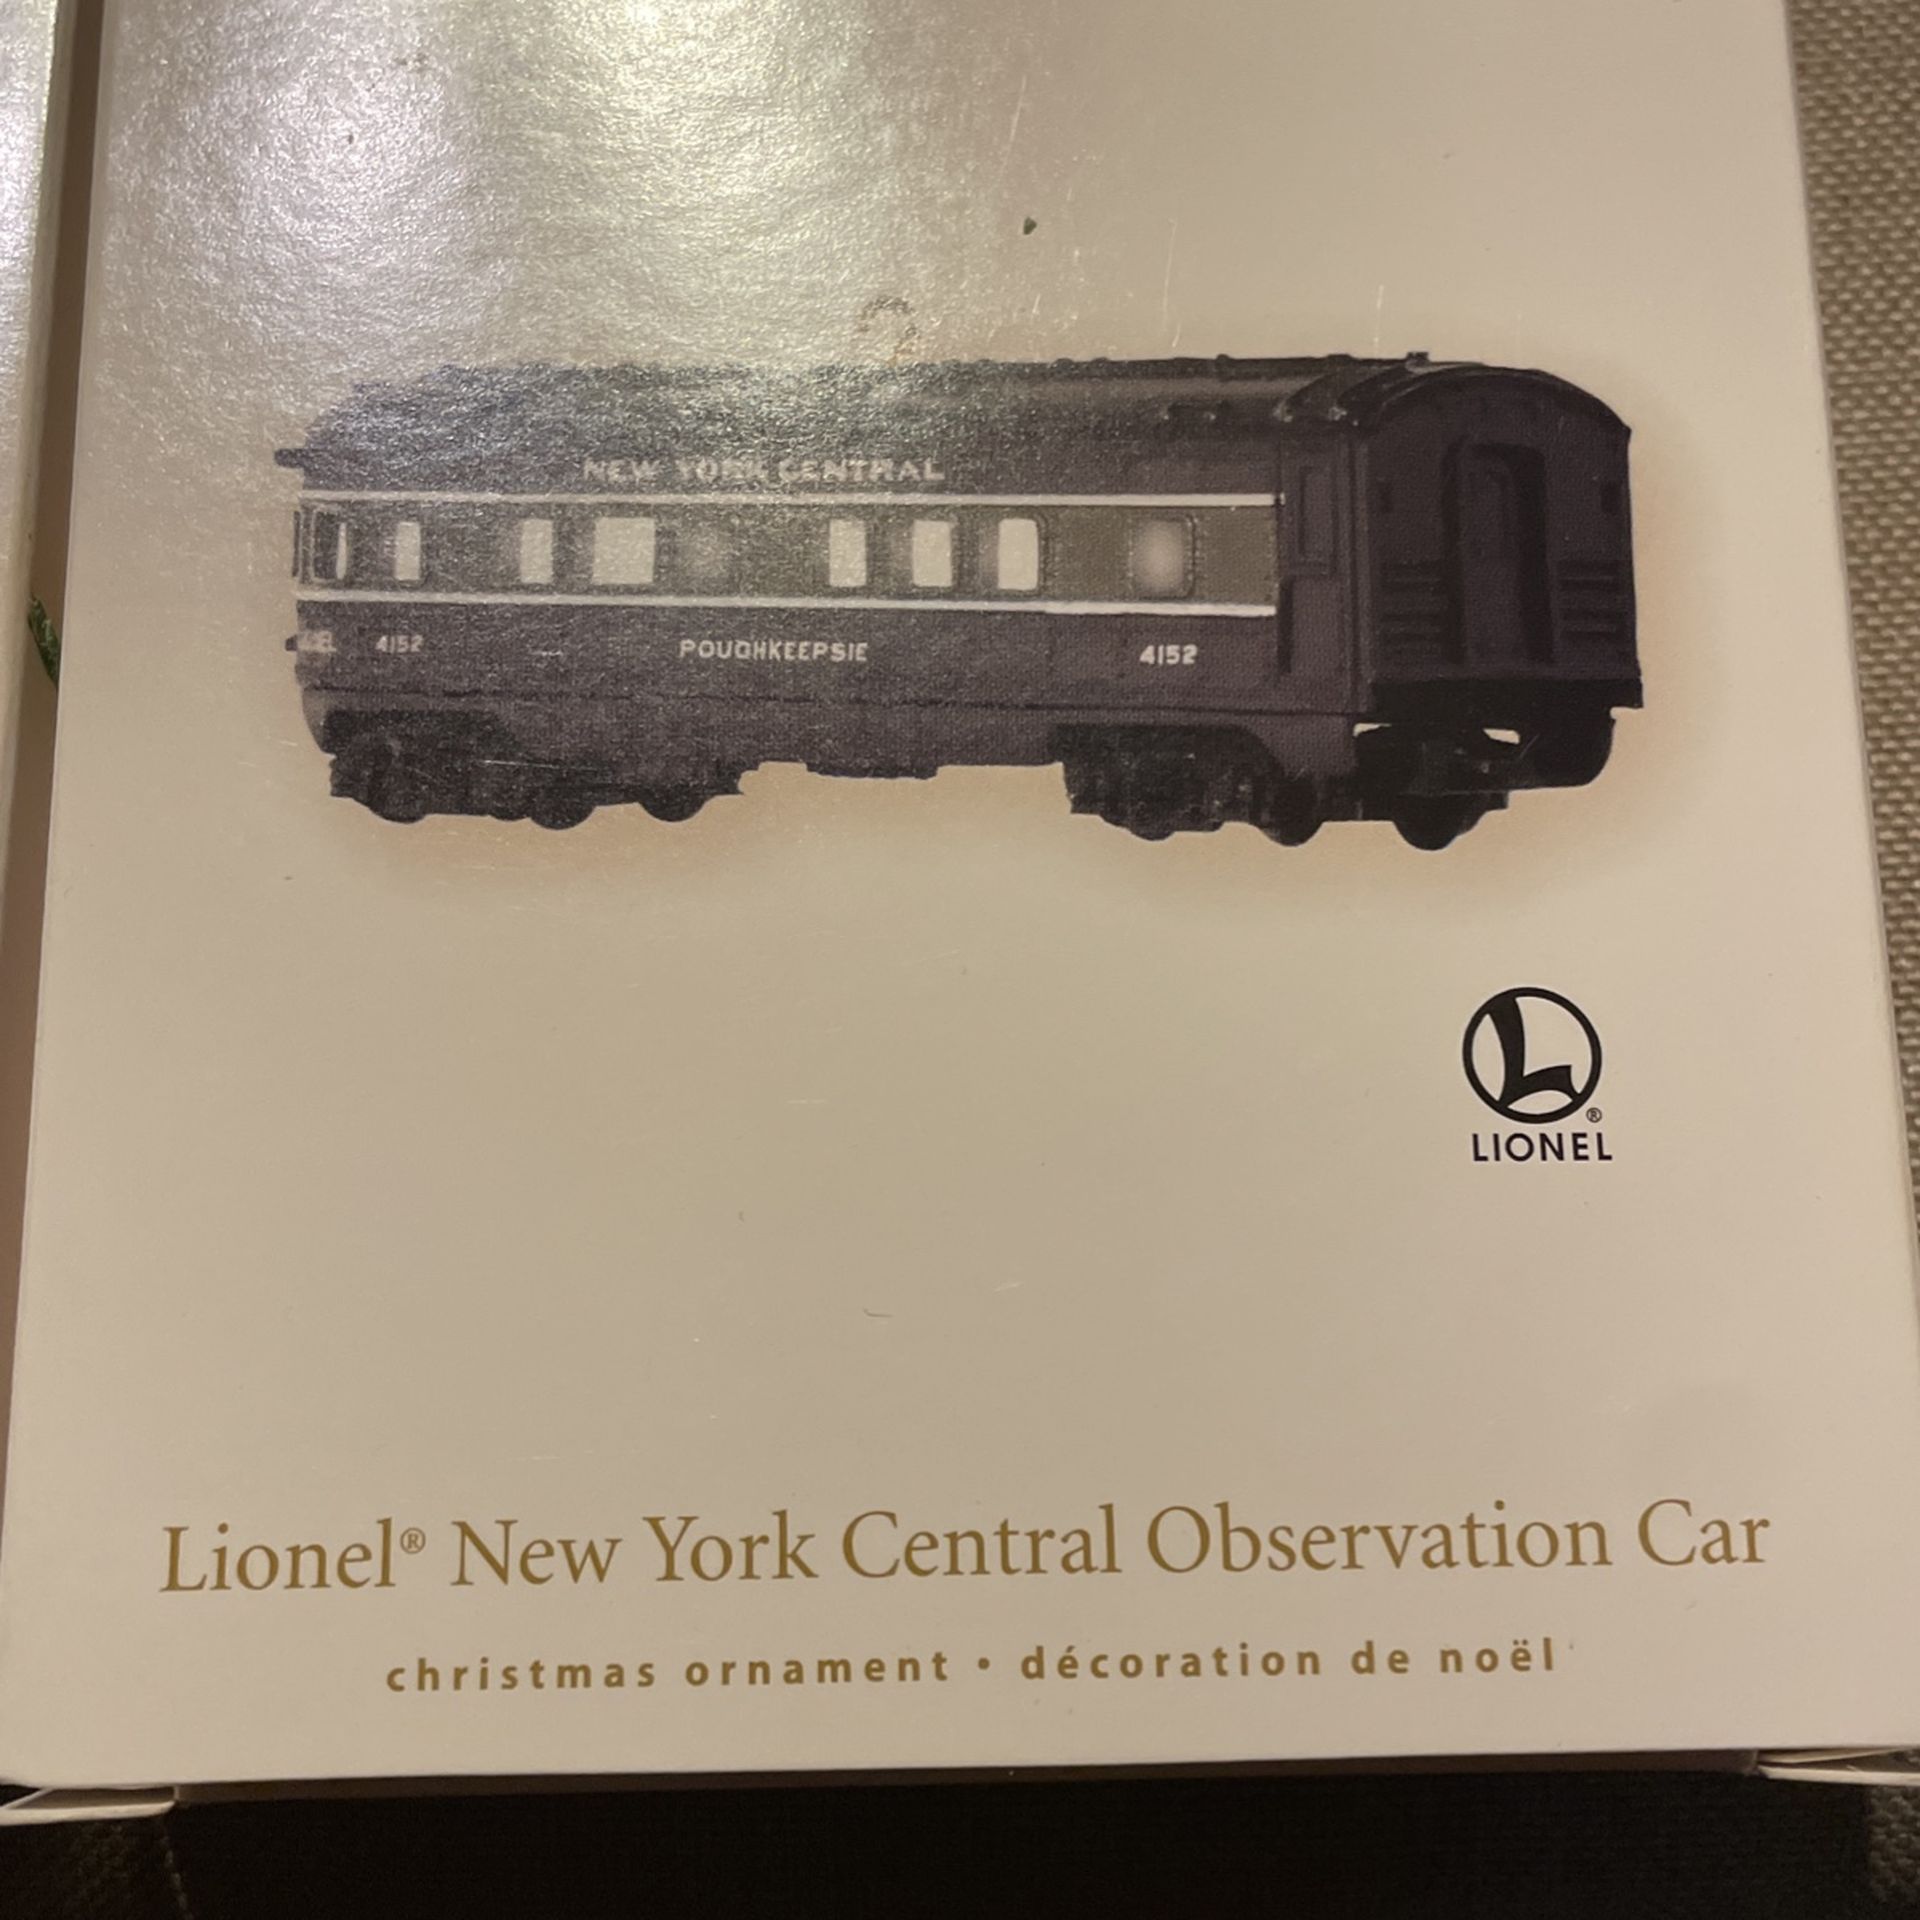 NEW YORK CENTRAL
4152 POUGHKEEPSIE 4152
L®
LIONEL
Lionel® New York Central Observation Car
christmas ornament • décoration de noël